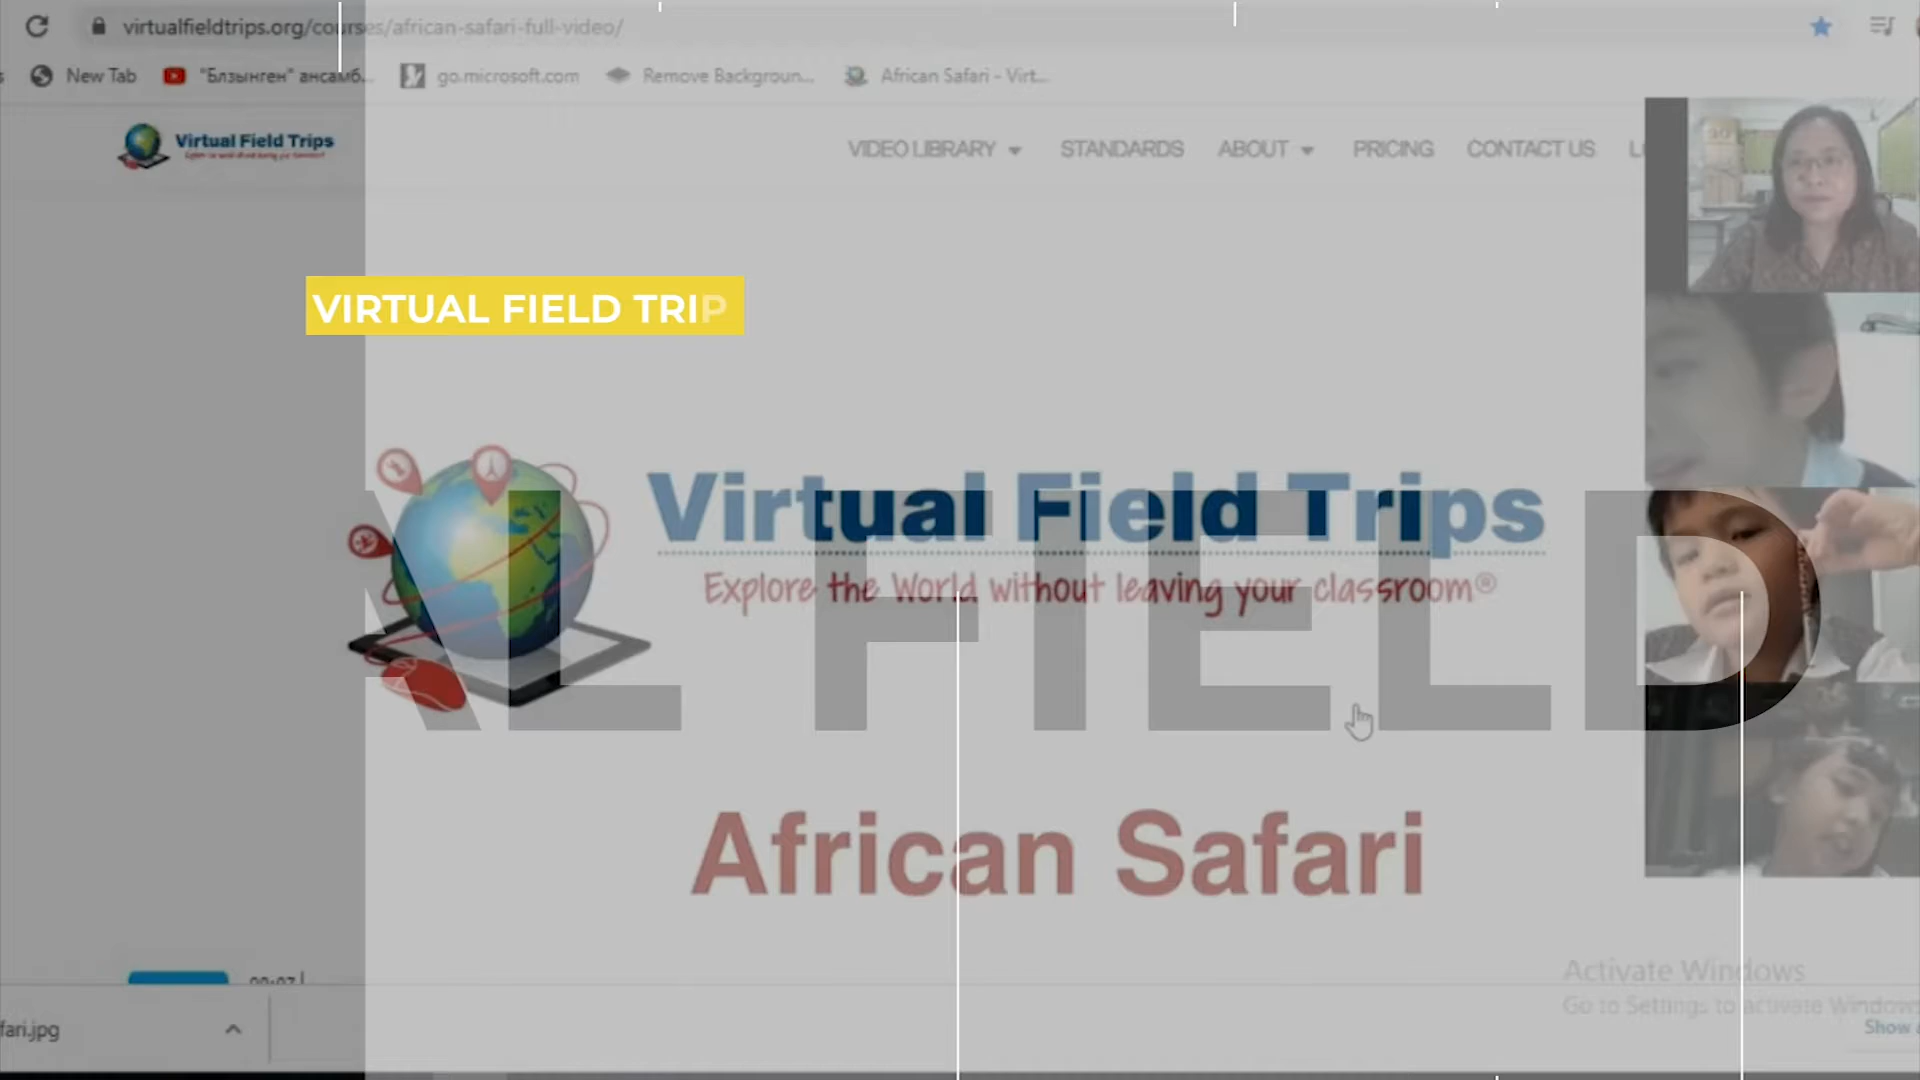 virtualfieldtrips.org/courses/african-safari-full-video/
New Tab
"Блзынген" ансамб...
go.microsoft.com
Remove Backgroun...
African Safari - Virt...
Virtual Field Trips
VIDEO LIBRARY
STANDARDS
ABOUT
PRICING
CONTACT US
VIRTUAL FIELD TRIP
Virtual Field Trips
Explore the World without leaving your classroom®
AL FIELD
African Safari
Activate Windows
Go to Settings to activate Windows
fari.jpg
Show